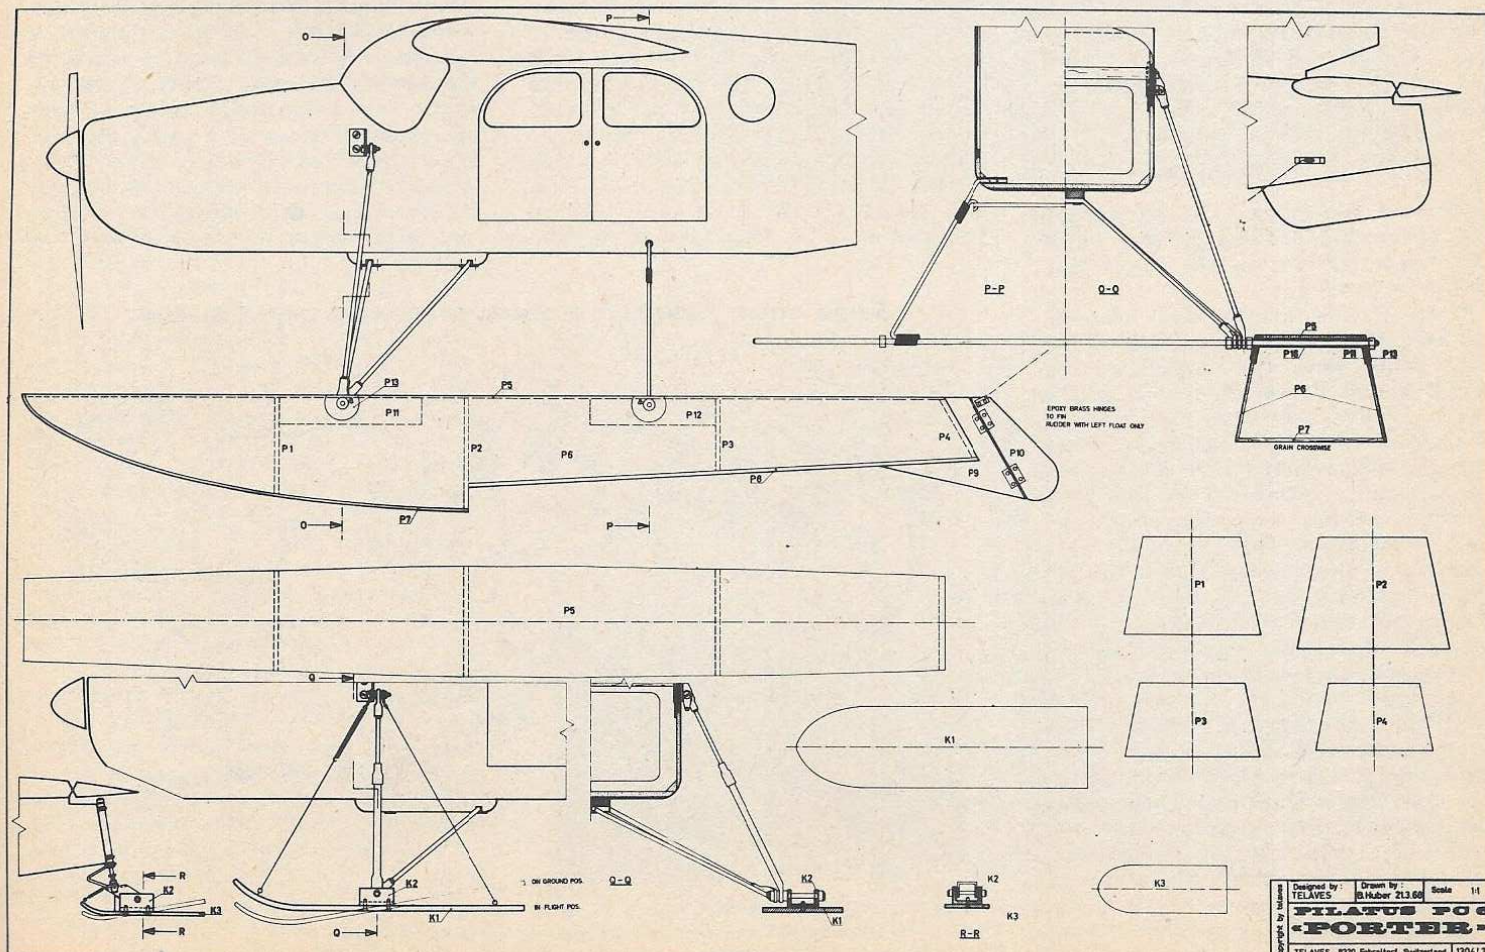 O
P
P-P
O-O
P5
P16
P11
P13
P6
P7
GRAIN CROSSWISE
EPOXY BRASS HINGES
TO FIN
RUDDER WITH LEFT FLOAT ONLY
P13
P11
P5
P12
P1
P2
P6
P3
P4
P10
P9
P8
P7
O
P
P5
P1
P2
P3
P4
Q
K1
K2
ON GROUND POS.
IN FLIGHT POS.
K1
Q
Q-Q
K2
K1
R
K2
K3
R
K2
K3
R-R
K3
Copyright by telaves
Designed by :
TELAVES
Drawn by :
B.Huber 21.3.68
Scale 1:1
PILATUS PC 6
«PORTER»